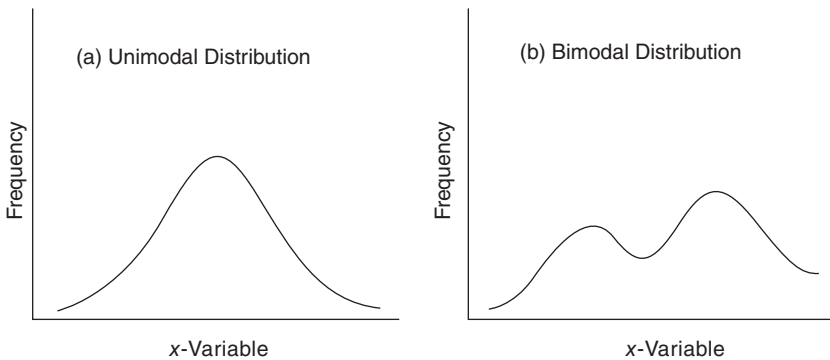 (a) Unimodal Distribution
Frequency
x-Variable
(b) Bimodal Distribution
Frequency
x-Variable